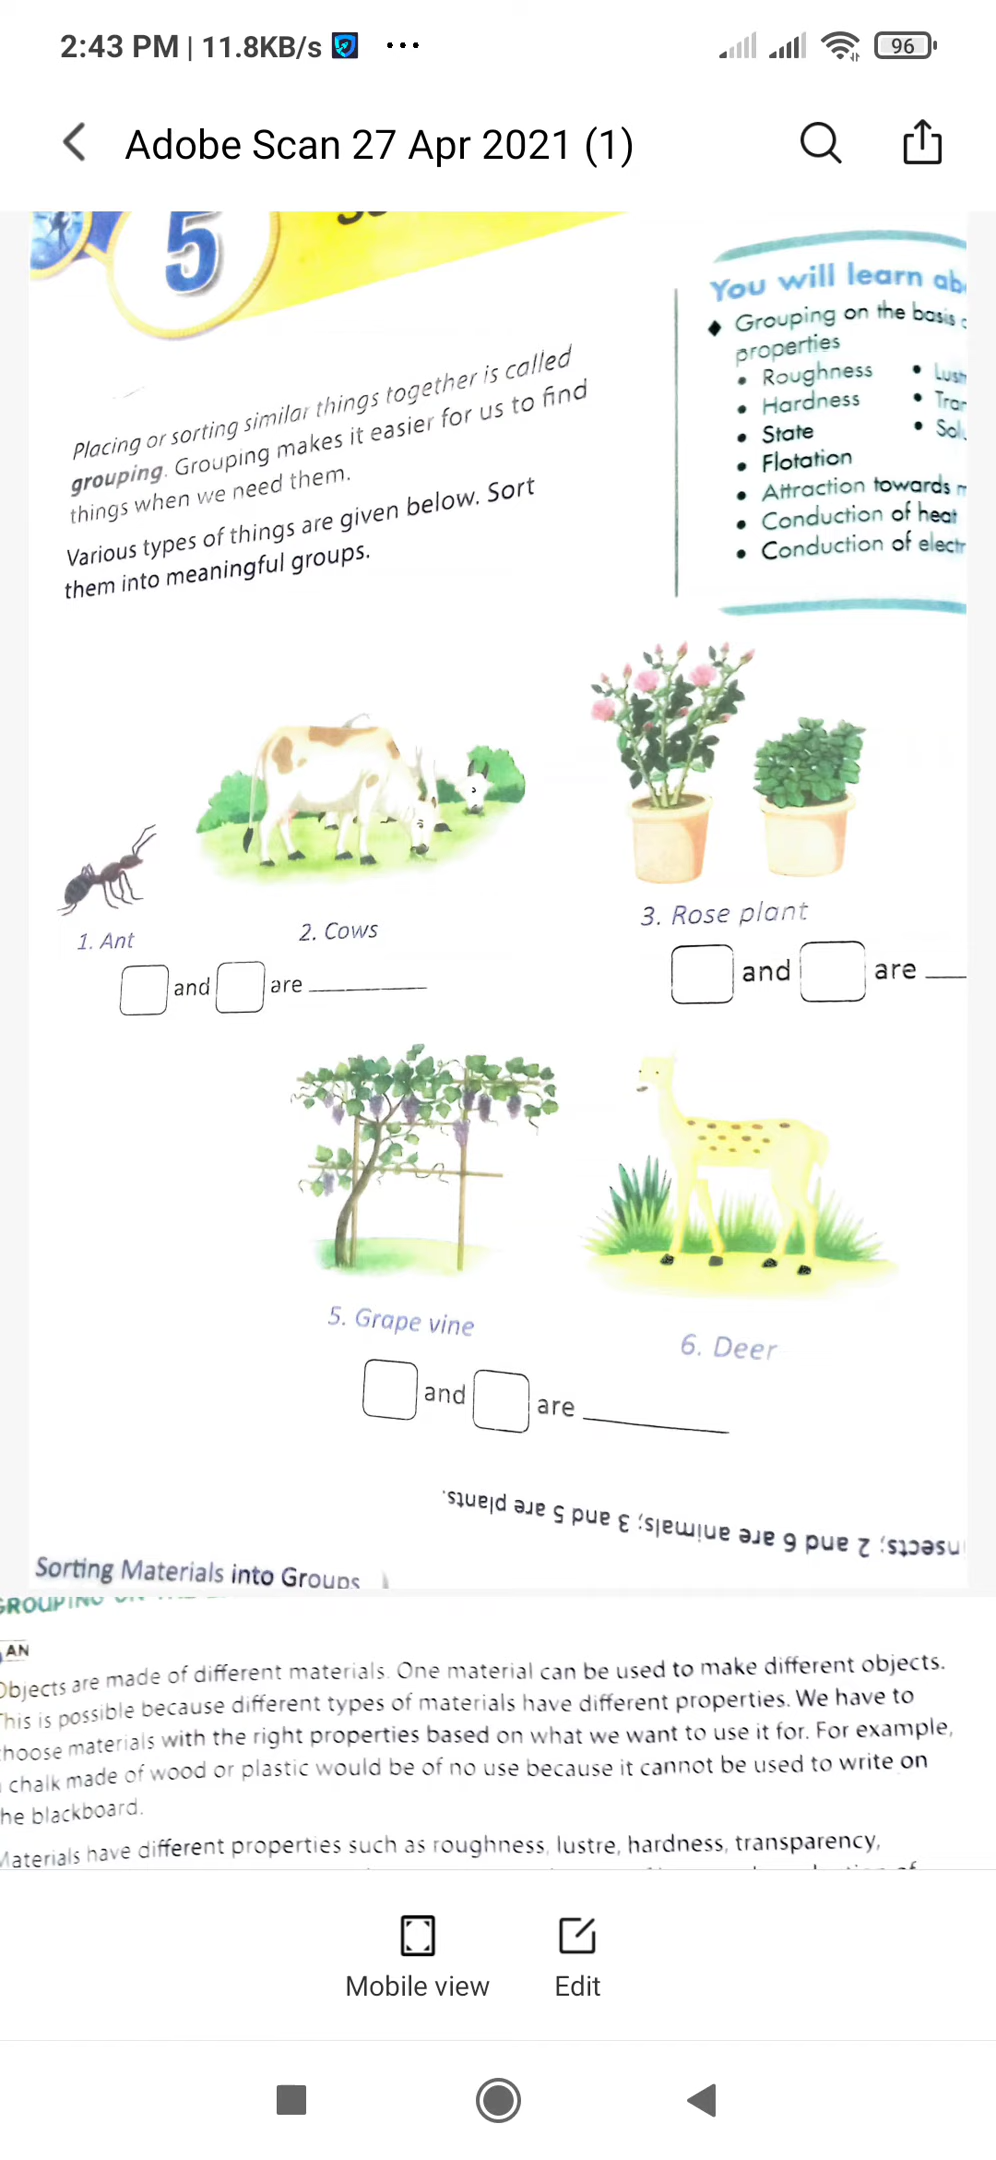 2:43 PM | 11.8KB/s ...
96
Adobe Scan 27 Apr 2021 (1)
5
You will learn ab
Grouping on the basis
properties
• Roughness
• Hardness
• State
• Flotation
• Attraction towards
• Conduction of heat
• Conduction of electr
• Lust
• Tran
• Sol
Placing or sorting similar things together is called
grouping. Grouping makes it easier for us to find
things when we need them.
Various types of things are given below. Sort
them into meaningful groups.
1. Ant
2. Cows
3. Rose plant
and are
and are
5. Grape vine
6. Deer
and are
nsects; 2 and 6 are animals; 3 and 5 are plants.
Sorting Materials into Groups
GROUPING
AN
Objects are made of different materials. One material can be used to make different objects.
This is possible because different types of materials have different properties. We have to
choose materials with the right properties based on what we want to use it for. For example,
chalk made of wood or plastic would be of no use because it cannot be used to write on
he blackboard.
Materials have different properties such as roughness, lustre, hardness, transparency,
Mobile view
Edit